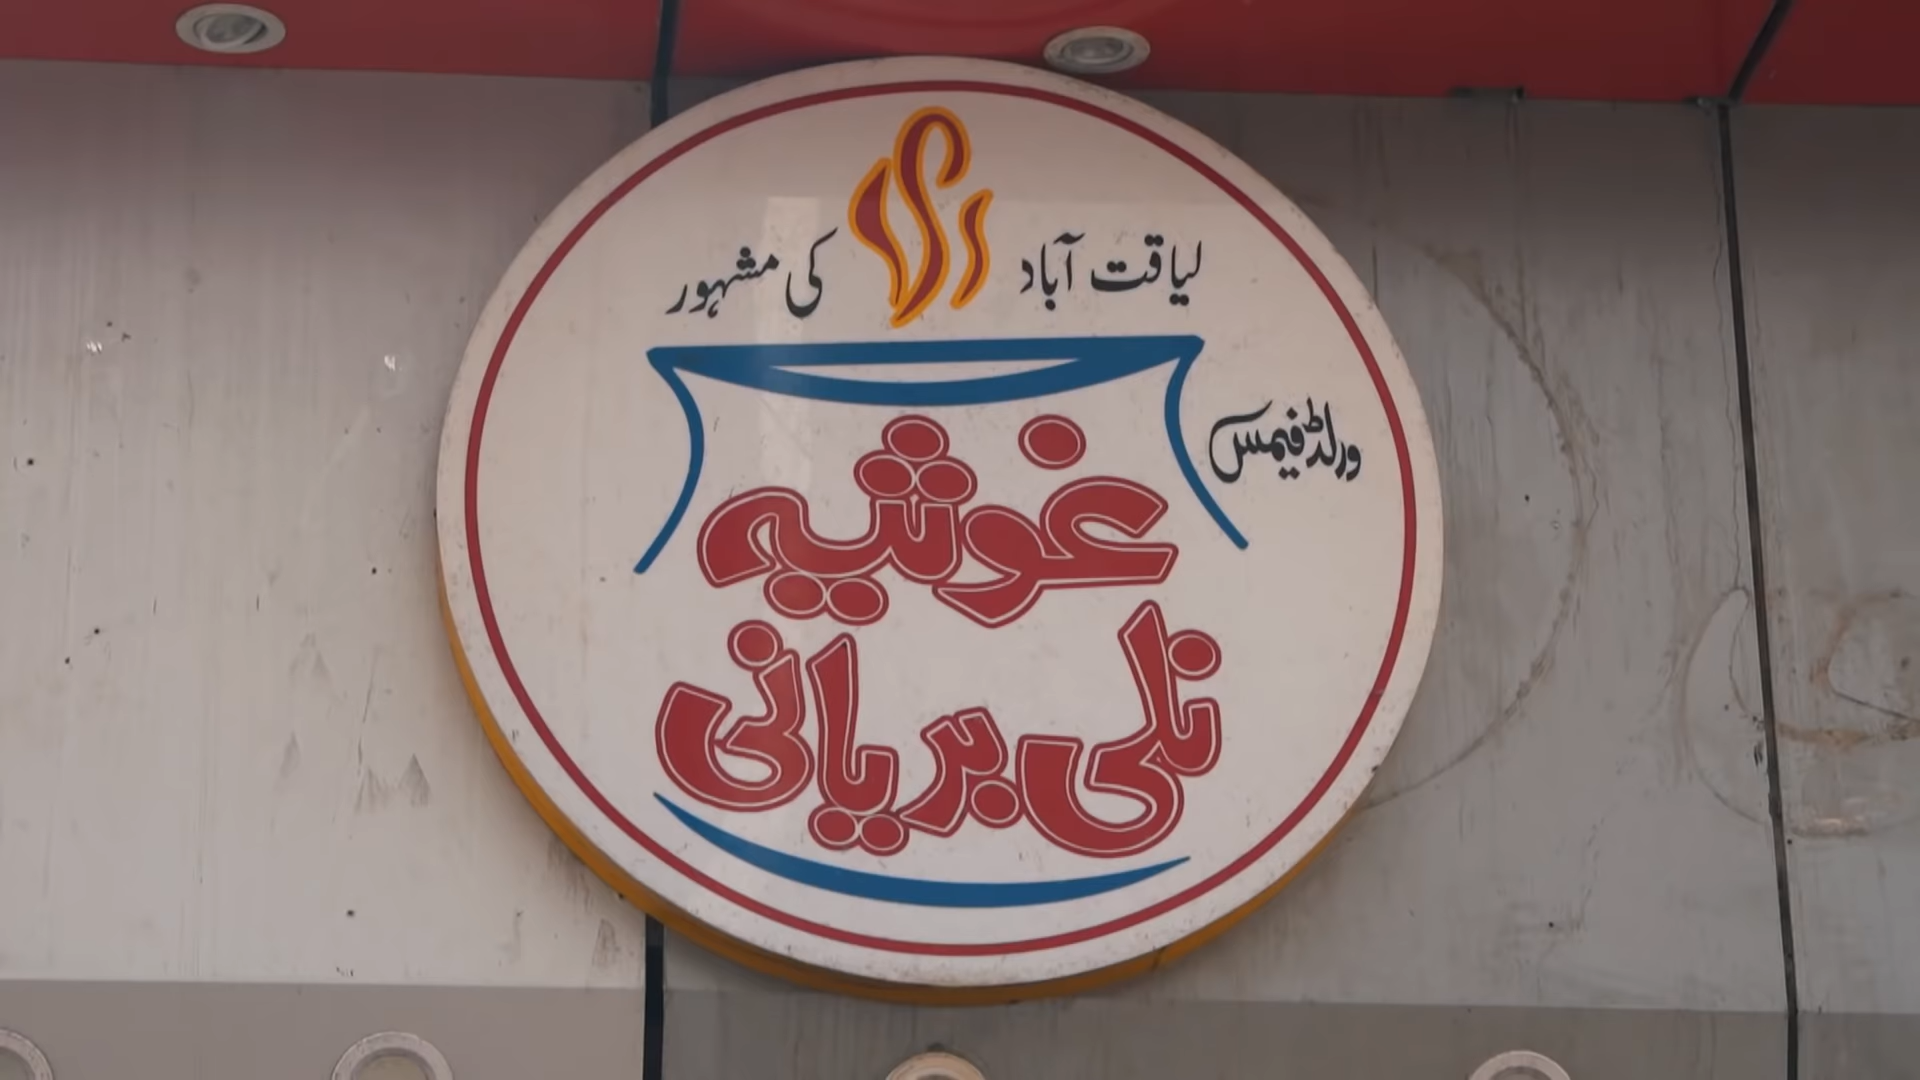 لیاقت آباد کی مشہور
ورلڈ فیمس
غوثیہ
نلی بریانی